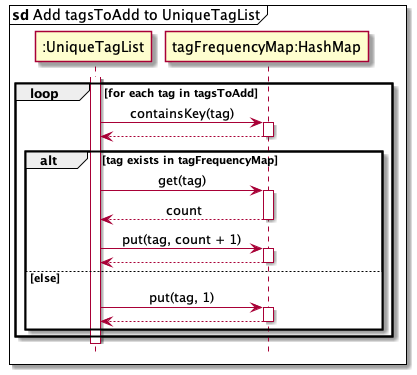 sd Add tagsToAdd to UniqueTagList
:UniqueTagList tagFrequencyMap:HashMap
loop [for each tag in tagsToAdd]
containsKey(tag)
alt [tag exists in tagFrequencyMap]
get(tag)
count
put(tag, count + 1)
[else]
put(tag, 1)